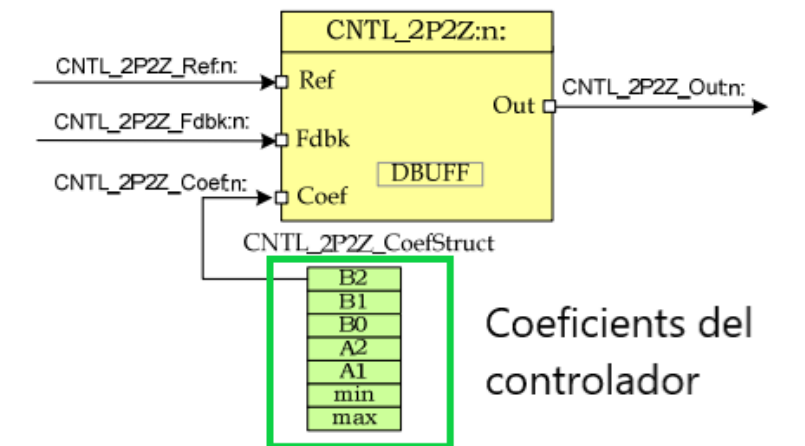 CNTL_2P2Z:n:
CNTL_2P2Z_Ref:n:
Ref
CNTL_2P2Z_Out:n:
Out
CNTL_2P2Z_Fdbk:n:
Fdbk
DBUFF
CNTL_2P2Z_Coef:n:
Coef
CNTL_2P2Z_CoefStruct
B2
B1
B0
A2
A1
min
max
Coeficients del
controlador